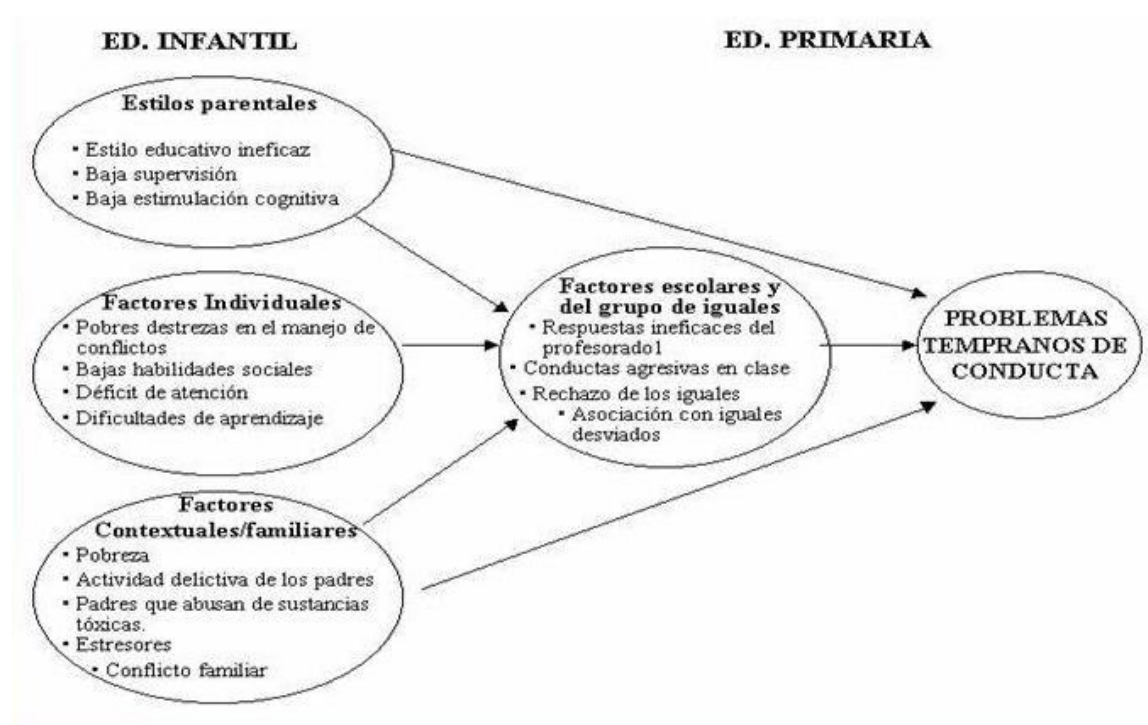 ED. INFANTIL
ED. PRIMARIA
Estilos parentales
▪ Estilo educativo ineficaz
▪ Baja supervisión
▪ Baja estimulación cognitiva
Factores Individuales
▪ Pobres destrezas en el manejo de
conflictos
▪ Bajas habilidades sociales
▪ Déficit de atención
▪ Dificultades de aprendizaje
Factores
Contextuales/familiares
▪ Pobreza
▪ Actividad delictiva de los padres
▪ Padres que abusan de sustancias
tóxicas.
▪ Estresores
▪ Conflicto familiar
Factores escolares y
del grupo de iguales
▪ Respuestas ineficaces del
profesorado1
▪ Conductas agresivas en clase
▪ Rechazo de los iguales
▪ Asociación con iguales
desviados
PROBLEMAS
TEMPRANOS DE
CONDUCTA